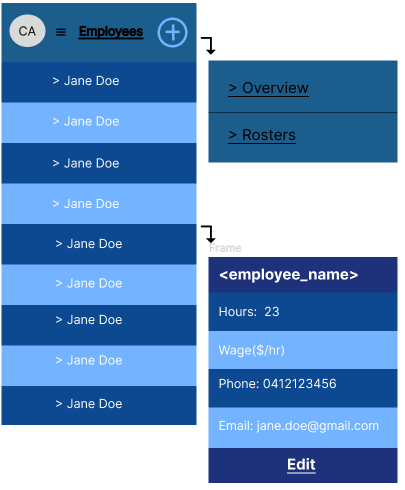 CA
≡ Employees
> Jane Doe
> Jane Doe
> Jane Doe
> Jane Doe
> Jane Doe
> Jane Doe
> Jane Doe
> Jane Doe
> Jane Doe
> Overview
> Rosters
Frame
<employee_name>
Hours:  23
Wage($/hr)
Phone: 0412123456
Email: jane.doe@gmail.com
Edit